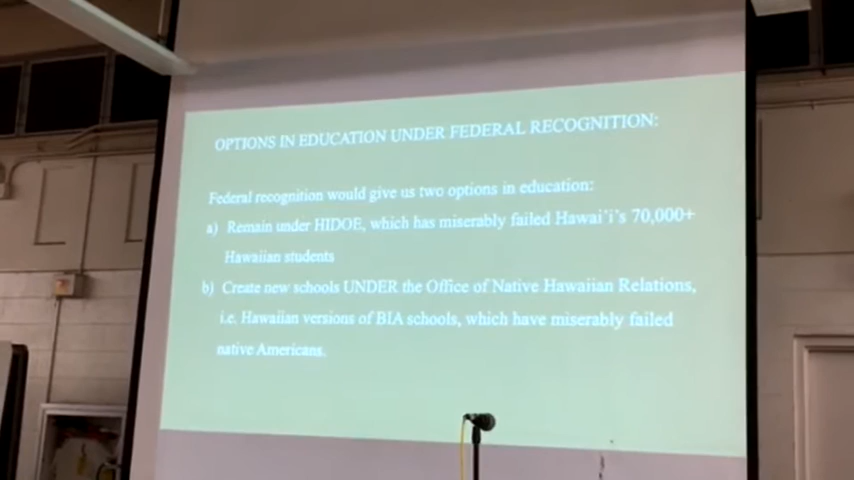 OPTIONS IN EDUCATION UNDER FEDERAL RECOGNITION:
Federal recognition would give us two options in education:
a) Remain under HIDOE, which has miserably failed Hawai'i's 70,000+
Hawaiian students
b) Create new schools UNDER the Office of Native Hawaiian Relations,
i.e. Hawaiian versions of BIA schools, which have miserably failed
native Americans.